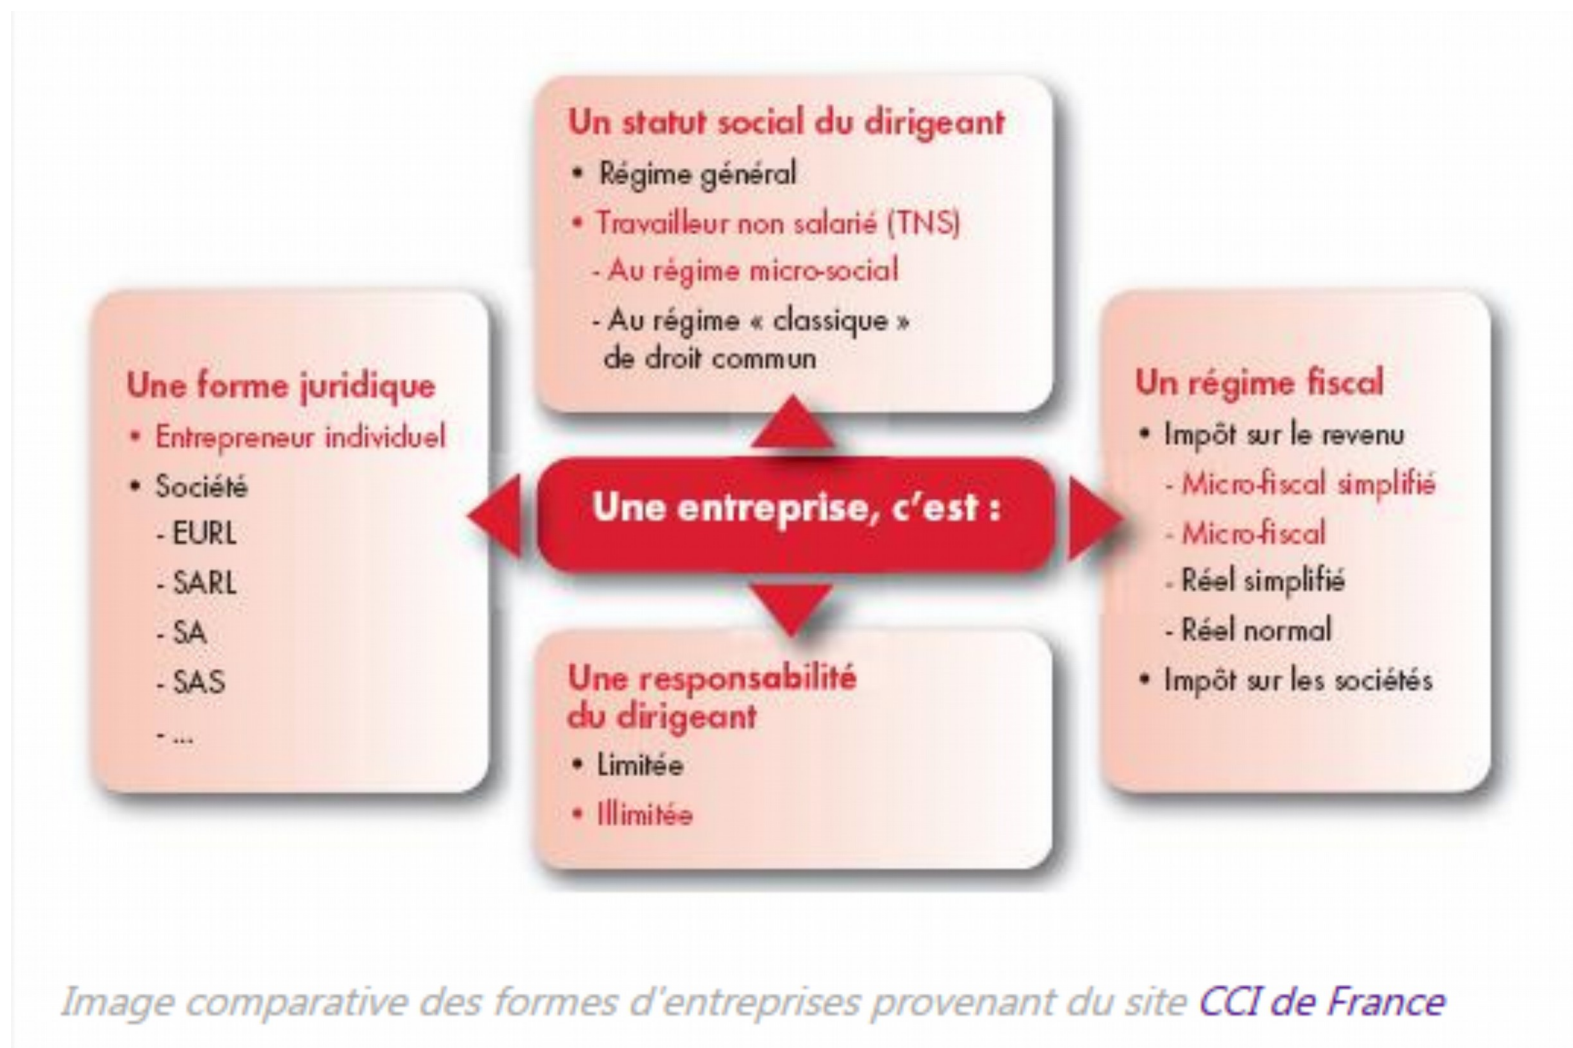 Un statut social du dirigeant
• Régime général
• Travailleur non salarié (TNS)
- Au régime micro-social
- Au régime « classique »
de droit commun
Une forme juridique
• Entrepreneur individuel
• Société
- EURL
- SARL
- SA
- SAS
- ...
Une entreprise, c'est :
Un régime fiscal
• Impôt sur le revenu
- Micro-fiscal simplifié
- Micro-fiscal
- Réel simplifié
- Réel normal
• Impôt sur les sociétés
Une responsabilité
du dirigeant
• Limitée
• Illimitée
Image comparative des formes d'entreprises provenant du site CCI de France